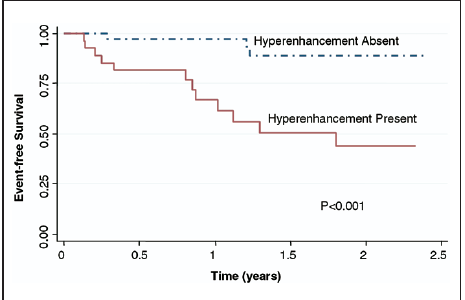 Event-free Survival
1.00
0.75
0.50
0.25
0.00
Hyperenhancement Absent
Hyperenhancement Present
P<0.001
0
0.5
1
1.5
2
2.5
Time (years)